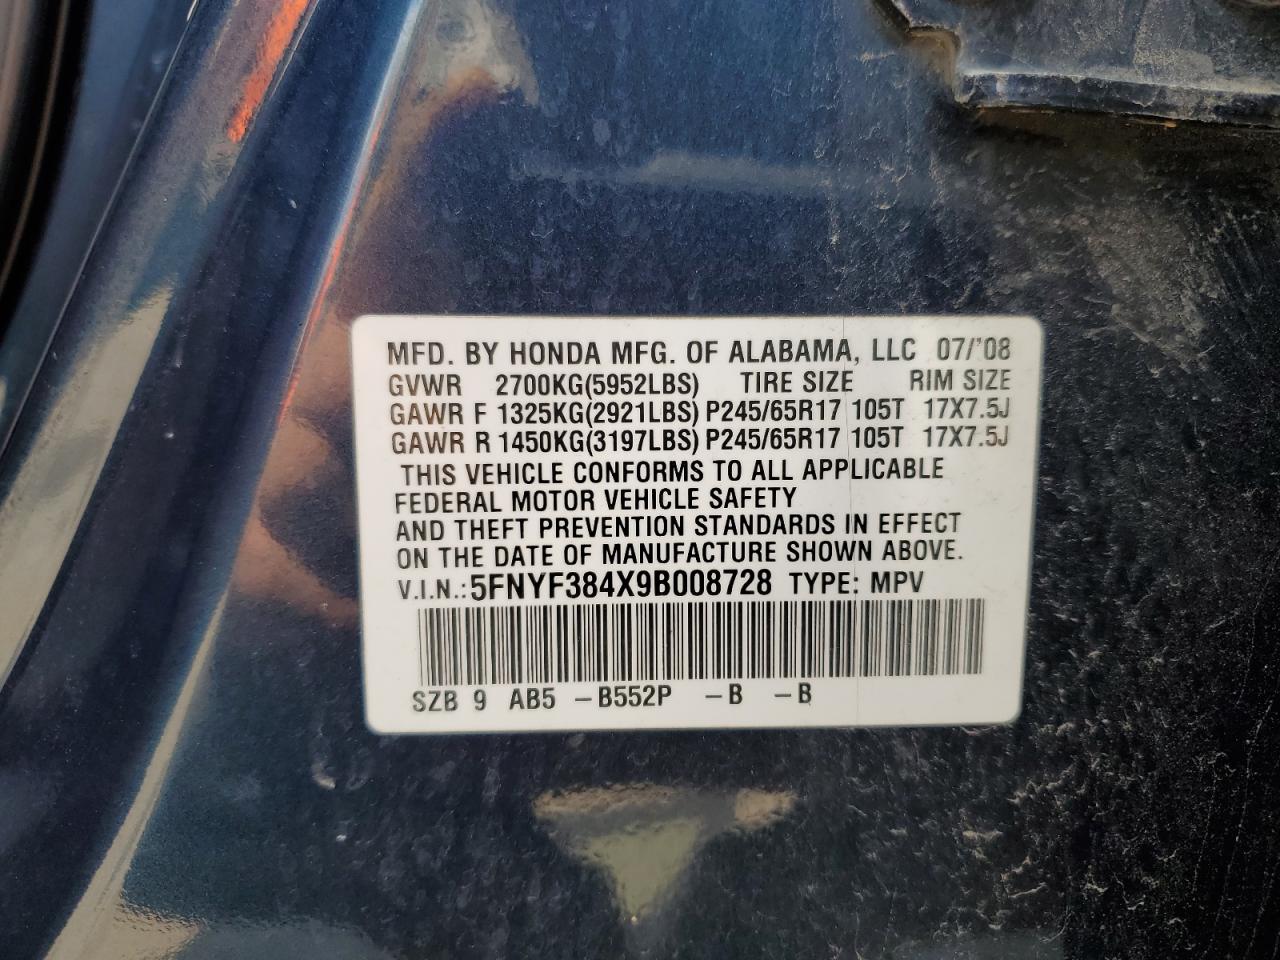 MFD. BY HONDA MFG. OF ALABAMA, LLC 07/'08
GVWR 2700KG(5952LBS) TIRE SIZE RIM SIZE
GAWR F 1325KG(2921LBS) P245/65R17 105T 17X7.5J
GAWR R 1450KG(3197LBS) P245/65R17 105T 17X7.5J
THIS VEHICLE CONFORMS TO ALL APPLICABLE
FEDERAL MOTOR VEHICLE SAFETY
AND THEFT PREVENTION STANDARDS IN EFFECT
ON THE DATE OF MANUFACTURE SHOWN ABOVE.
V.I.N.: 5FNYF384X9B008728 TYPE: MPV
SZB 9 AB5 -B552P -B -B